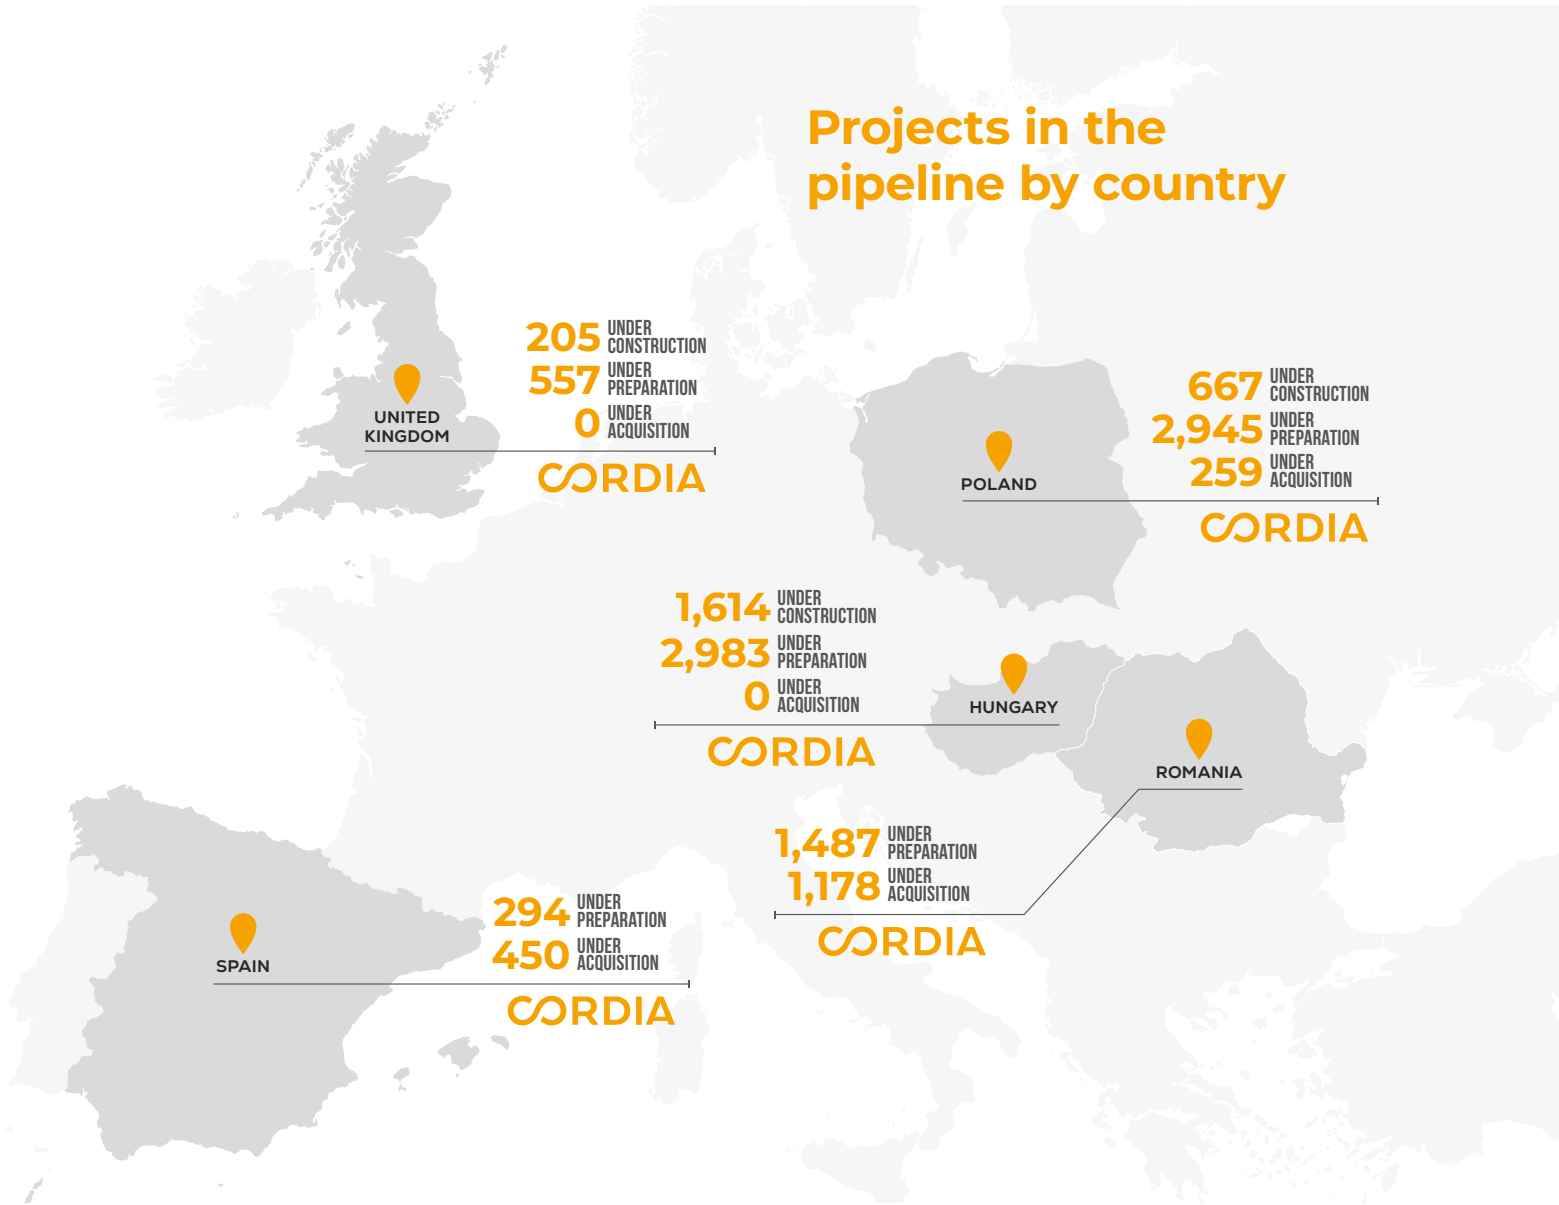 Projects in the
pipeline by country
205 UNDER
CONSTRUCTION
557 UNDER
PREPARATION
0 UNDER
ACQUISITION
UNITED
KINGDOM
CORDIA
667 UNDER
CONSTRUCTION
2,945 UNDER
PREPARATION
259 UNDER
ACQUISITION
POLAND
CORDIA
1,614 UNDER
CONSTRUCTION
2,983 UNDER
PREPARATION
0 UNDER
ACQUISITION
HUNGARY
CORDIA
ROMANIA
1,487 UNDER
PREPARATION
1,178 UNDER
ACQUISITION
CORDIA
294 UNDER
PREPARATION
450 UNDER
ACQUISITION
SPAIN
CORDIA